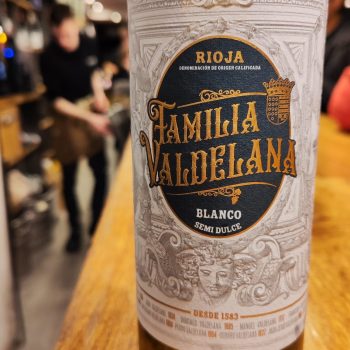 RIOJA
DENOMINACIÓN DE ORIGEN CALIFICADA
FAMILIA
VALDELANA
BLANCO
SEMI DULCE
DESDE 1583